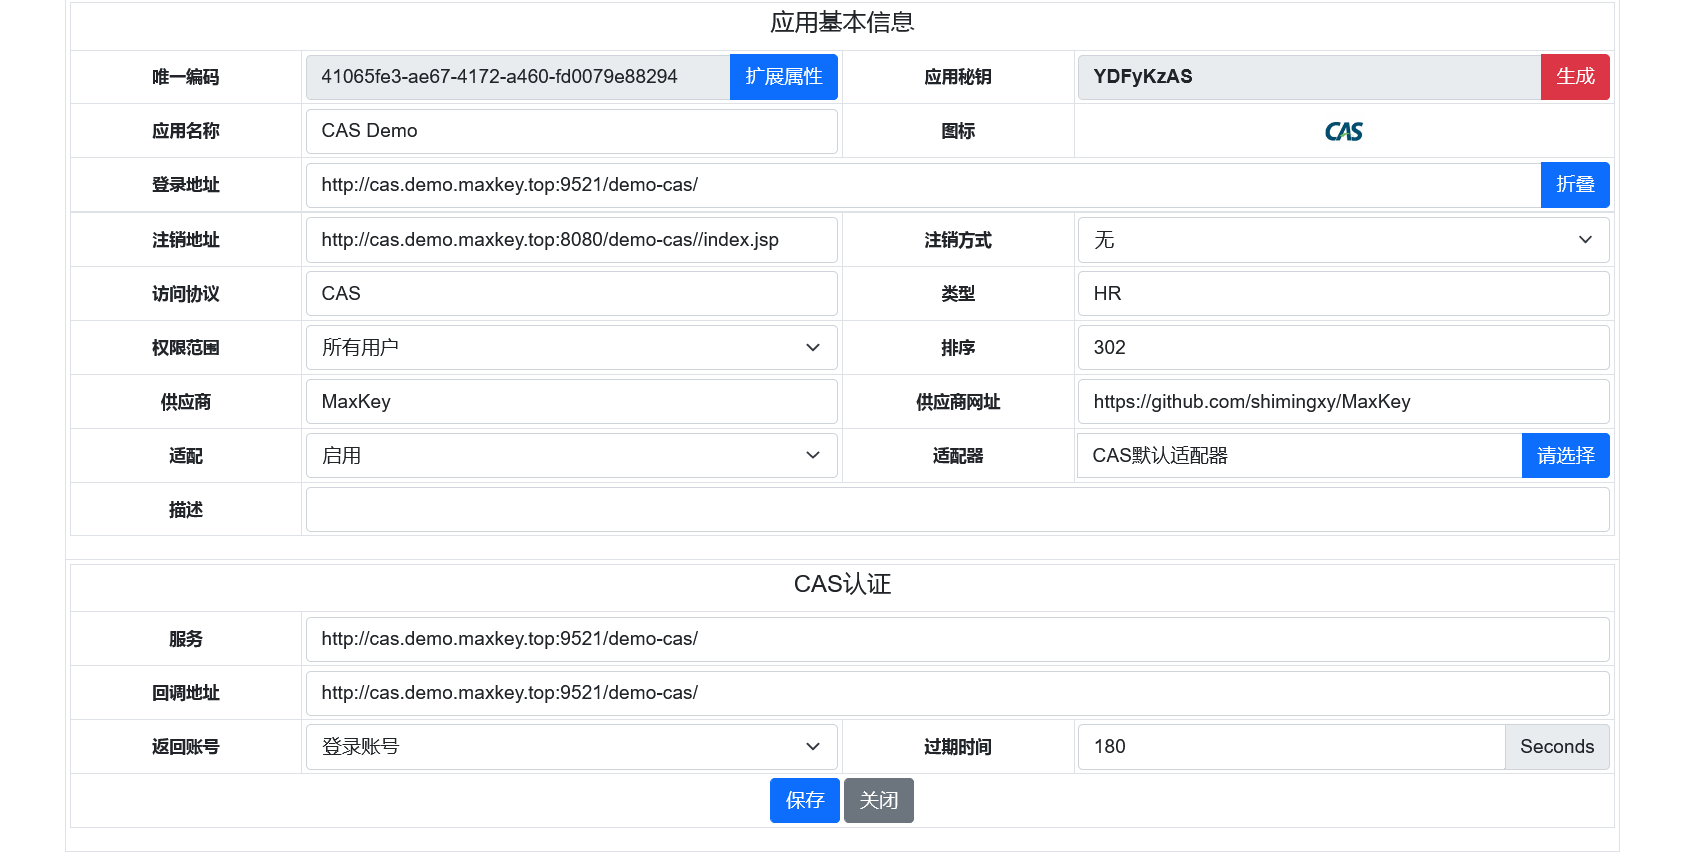 应用基本信息
唯一编码 41065fe3-ae67-4172-a460-fd0079e88294 扩展属性 应用秘钥 YDFyKzAS 生成
应用名称 CAS Demo 图标 CAS
登录地址 http://cas.demo.maxkey.top:9521/demo-cas/ 折叠
注销地址 http://cas.demo.maxkey.top:8080/demo-cas//index.jsp 注销方式 无
访问协议 CAS 类型 HR
权限范围 所有用户 排序 302
供应商 MaxKey 供应商网址 https://github.com/shimingxy/MaxKey
适配 启用 适配器 CAS默认适配器 请选择
描述
CAS认证
服务 http://cas.demo.maxkey.top:9521/demo-cas/
回调地址 http://cas.demo.maxkey.top:9521/demo-cas/
返回账号 登录账号 过期时间 180 Seconds
保存 关闭